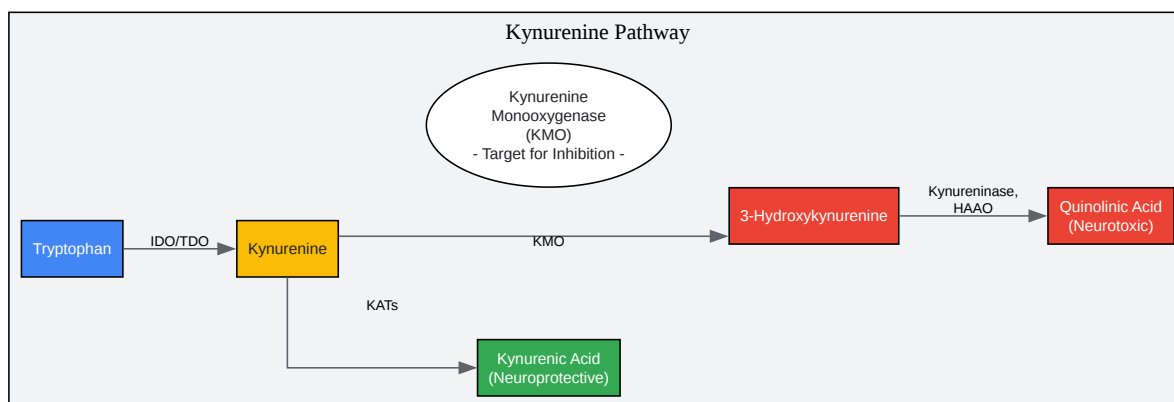 Kynurenine Pathway
Kynurenine
Monooxygenase
(KMO)
- Target for Inhibition -
Tryptophan
IDO/TDO
Kynurenine
KMO
3-Hydroxykynurenine
Kynureninase,
HAAO
Quinolinic Acid
(Neurotoxic)
KATs
Kynurenic Acid
(Neuroprotective)